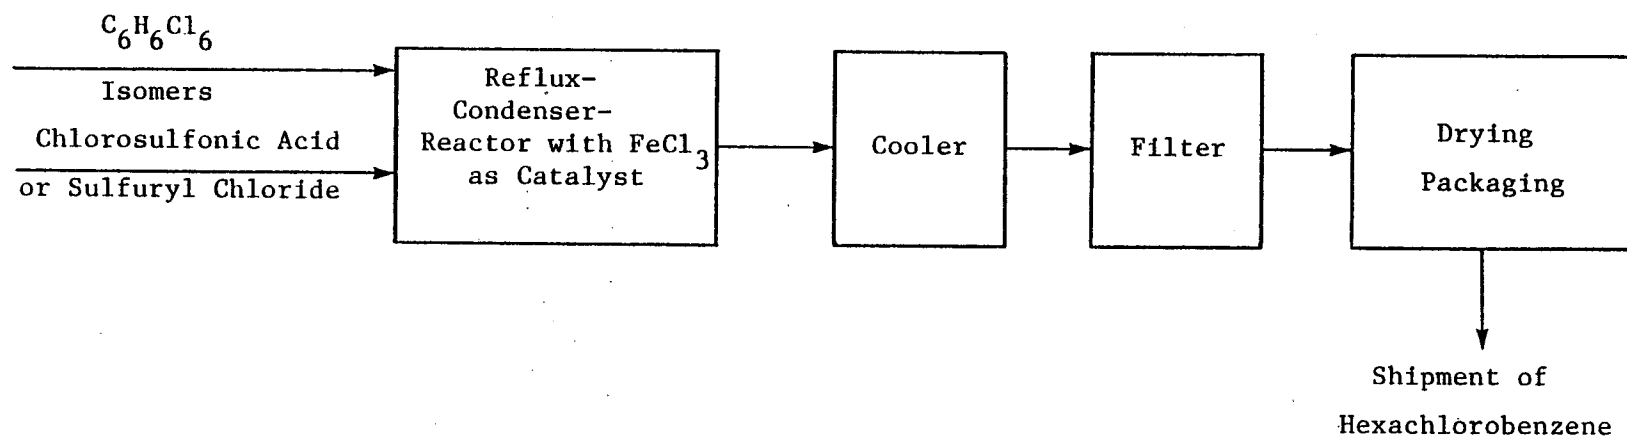 C6H6Cl6
Isomers
Chlorosulfonic Acid
or Sulfuryl Chloride
Reflux-
Condenser-
Reactor with FeCl3
as Catalyst
Cooler
Filter
Drying
Packaging
Shipment of
Hexachlorobenzene